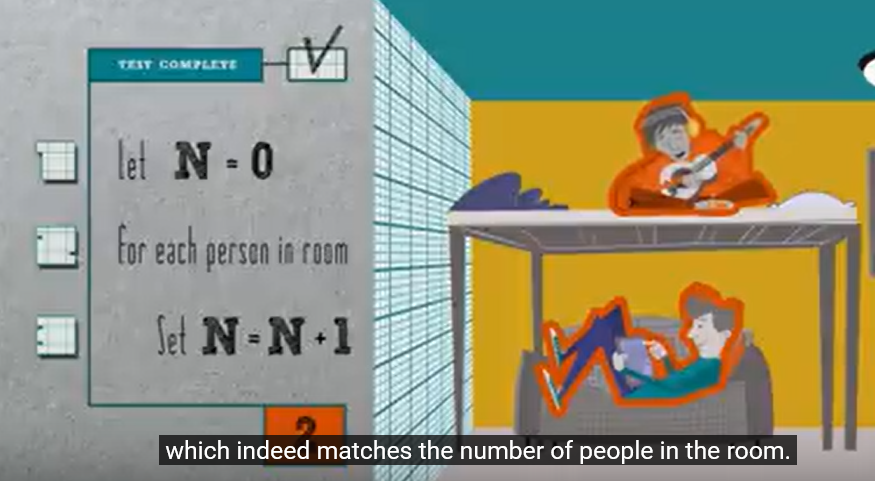 TEST COMPLETE
let N = 0
For each person in room
Set N = N + 1
2
which indeed matches the number of people in the room.